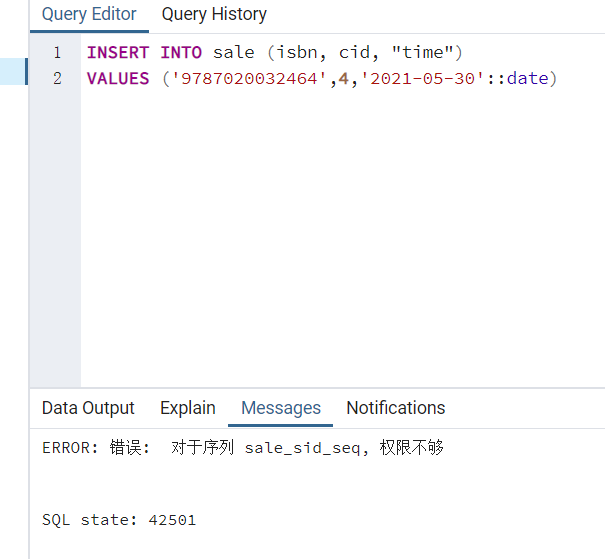 Query Editor Query History
1 INSERT INTO sale (isbn, cid, "time")
2 VALUES ('9787020032464',4,'2021-05-30'::date)
Data Output Explain Messages Notifications
ERROR: 错误: 对于序列 sale_sid_seq, 权限不够
SQL state: 42501